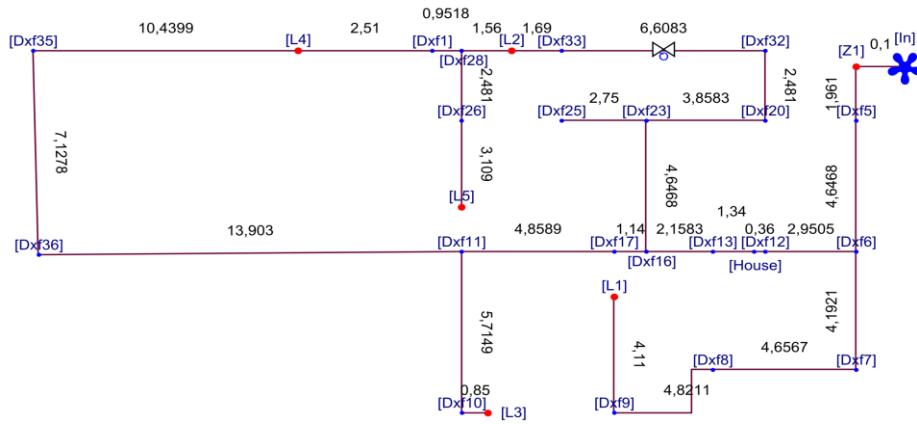 0,9518
10,4399 2,51 1,56 1,69 6,6083 0,1 [In]
[Dxf35] [L4] [Dxf1] [L2] [Dxf33] [Dxf32] [Z1]
[Dxf28]
2,481 2,75 3,8583 2,481 1,961
[Dxf26] [Dxf25] [Dxf23] [Dxf20] [Dxf5]
7,1278 3,109 4,6468 4,6468
[L5]
1,34
13,903 4,8589 1,14 2,1583 0,36 2,9505
[Dxf36] [Dxf11] [Dxf17] [Dxf13] [Dxf12] [Dxf6]
[Dxf16] [House]
[L1]
5,7149 4,11 4,1921
4,6567
[Dxf8] [Dxf7]
0,85 4,8211
[Dxf10] [L3] [Dxf9]